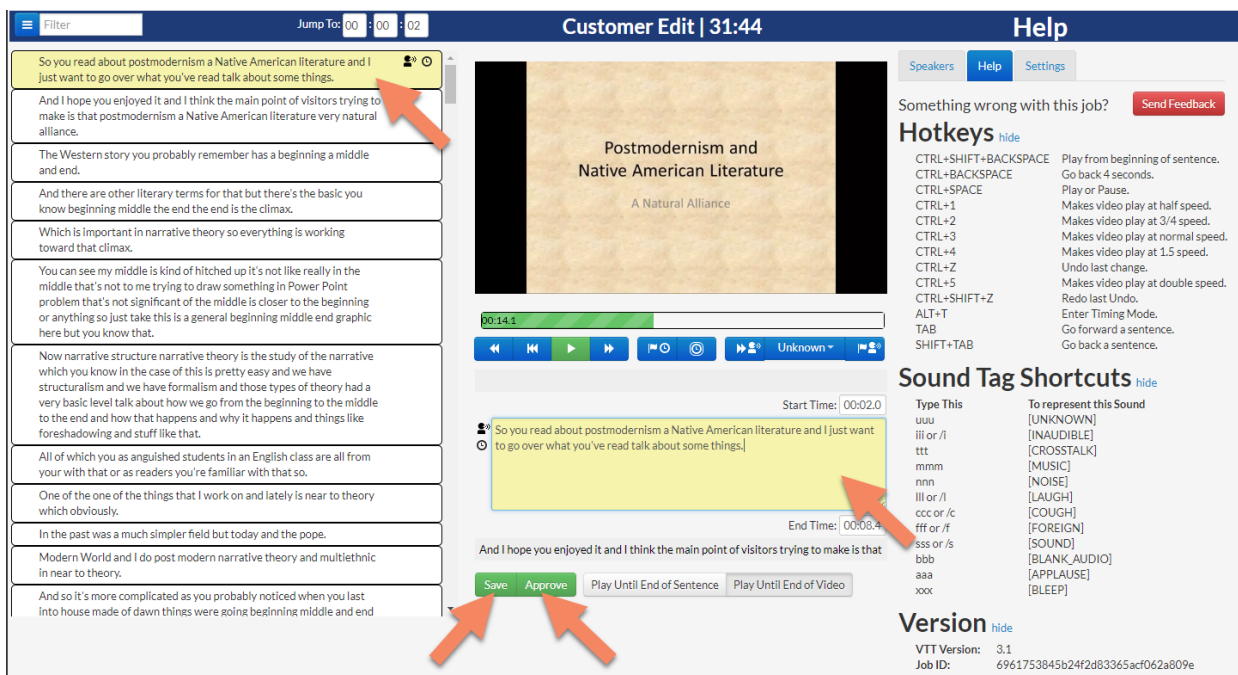 Filter
Jump To: 00 : 00 : 02
Customer Edit | 31:44
Help
So you read about postmodernism a Native American literature and I
just want to go over what you've read talk about some things.
And I hope you enjoyed it and I think the main point of visitors trying to
make is that postmodernism a Native American literature very natural
alliance.
The Western story you probably remember has a beginning a middle
and end.
And there are other literary terms for that but there's the basic you
know beginning middle the end the end is the climax.
Which is important in narrative theory so everything is working
toward that climax.
You can see my middle is kind of hitched up it's not like really in the
middle that's not to me trying to draw something in Power Point
problem that's not significant of the middle is closer to the beginning
or anything so just take this is a general beginning middle end graphic
here but you know that.
Now narrative structure narrative theory is the study of the narrative
which you know in the case of this is pretty easy and we have
structuralism and we have formalism and those types of theory had a
very basic level talk about how we go from the beginning to the middle
to the end and how that happens and why it happens and things like
foreshadowing and stuff like that.
All of which you as anguished students in an English class are all from
your with that or as readers you're familiar with that so.
One of the one of the things that I work on and lately is near to theory
which obviously.
In the past was a much simpler field but today and the pope.
Modern World and I do post modern narrative theory and multiethnic
in near to theory.
And so it's more complicated as you probably noticed when you last
into house made of dawn things were going beginning middle and end
Postmodernism and
Native American Literature
A Natural Alliance
00:14.1
Unknown
Start Time: 00:02.0
So you read about postmodernism a Native American literature and I just want
to go over what you've read talk about some things.
End Time: 00:08.4
And I hope you enjoyed it and I think the main point of visitors trying to make is that
Save Approve Play Until End of Sentence Play Until End of Video
Speakers Help Settings
Something wrong with this job? Send Feedback
Hotkeys hide
CTRL+SHIFT+BACKSPACE Play from beginning of sentence.
CTRL+BACKSPACE Go back 4 seconds.
CTRL+SPACE Play or Pause.
CTRL+1 Makes video play at half speed.
CTRL+2 Makes video play at 3/4 speed.
CTRL+3 Makes video play at normal speed.
CTRL+4 Makes video play at 1.5 speed.
CTRL+Z Undo last change.
CTRL+5 Makes video play at double speed.
CTRL+SHIFT+Z Redo last Undo.
ALT+T Enter Timing Mode.
TAB Go forward a sentence.
SHIFT+TAB Go back a sentence.
Sound Tag Shortcuts hide
Type This To represent this Sound
uuu [UNKNOWN]
iii or /i [INAUDIBLE]
ttt [CROSSTALK]
mmm [MUSIC]
nnn [NOISE]
lll or /l [LAUGH]
ccc or /c [COUGH]
fff or /f [FOREIGN]
sss or /s [SOUND]
bbb [BLANK_AUDIO]
aaa [APPLAUSE]
xxx [BLEEP]
Version hide
VTT Version: 3.1
Job ID: 6961753845b24f2d83365acf062a809e